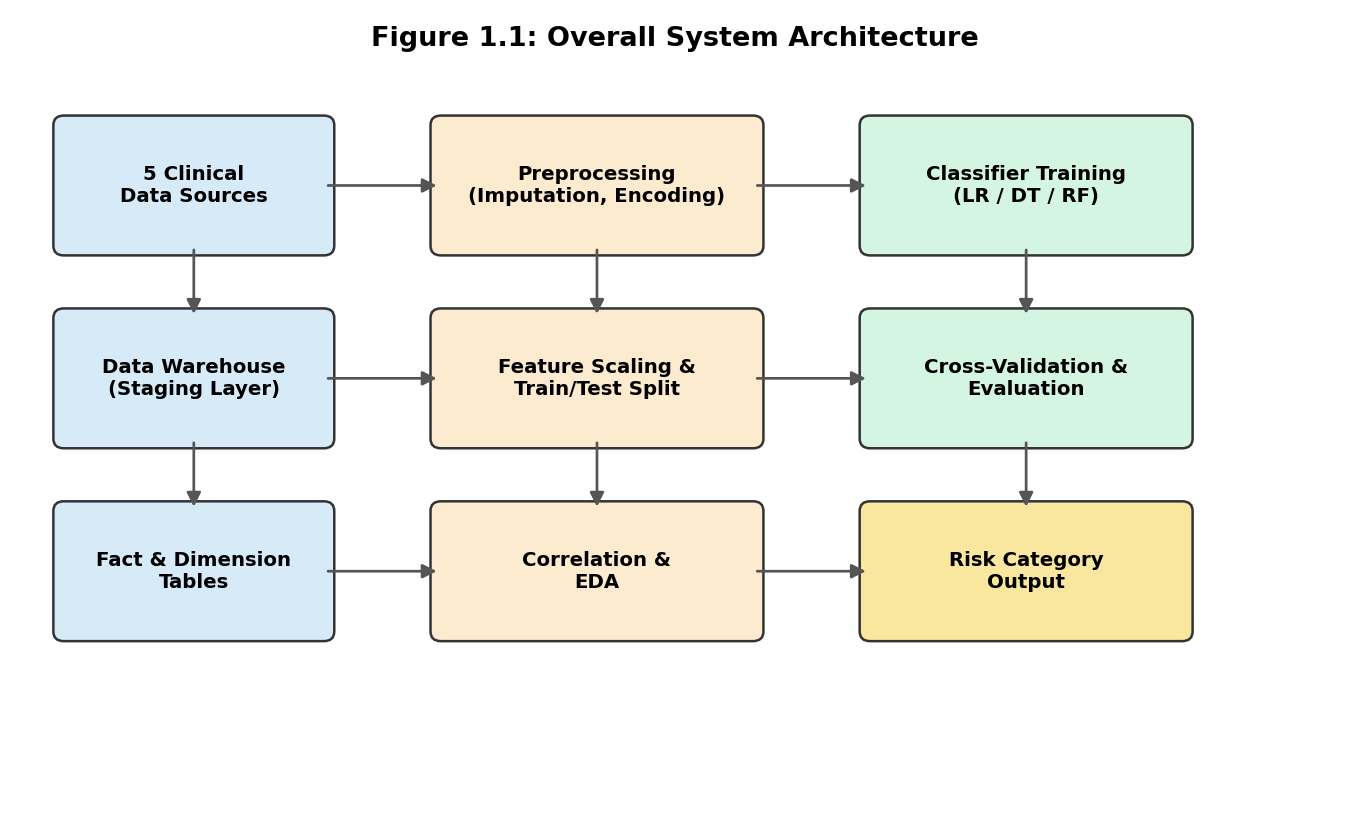 Figure 1.1: Overall System Architecture
5 Clinical
Data Sources
Preprocessing
(Imputation, Encoding)
Classifier Training
(LR / DT / RF)
Data Warehouse
(Staging Layer)
Feature Scaling &
Train/Test Split
Cross-Validation &
Evaluation
Fact & Dimension
Tables
Correlation &
EDA
Risk Category
Output